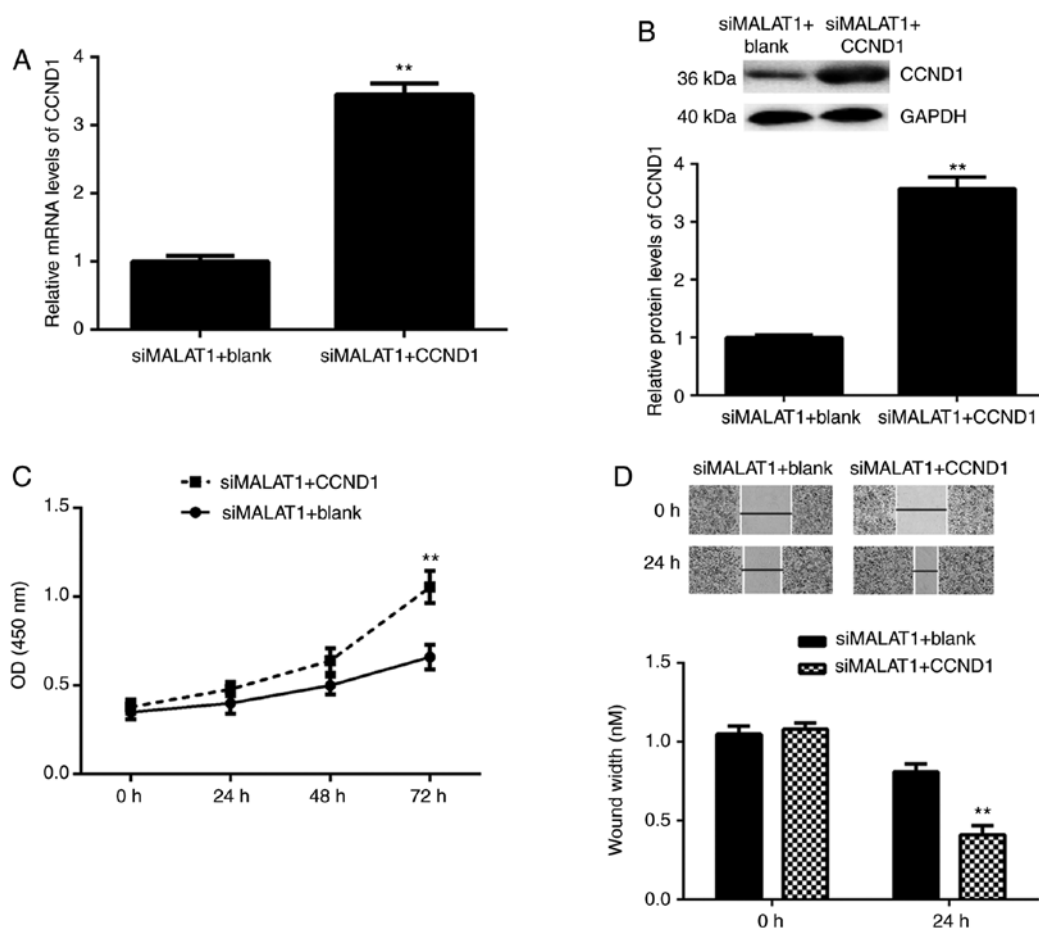 A
Relative mRNA levels of CCND1
4
3
2
1
0
**
siMALAT1+blank
siMALAT1+CCND1
B
siMALAT1+ siMALAT1+
blank CCND1
36 kDa
CCND1
40 kDa
GAPDH
Relative protein levels of CCND1
4
3
2
1
0
**
siMALAT1+blank
siMALAT1+CCND1
C
siMALAT1+CCND1
siMALAT1+blank
OD (450 nm)
1.5
1.0
0.5
0.0
**
0 h
24 h
48 h
72 h
D
siMALAT1+blank
siMALAT1+CCND1
0 h
24 h
siMALAT1+blank
siMALAT1+CCND1
Wound width (nM)
1.5
1.0
0.5
0.0
**
0 h
24 h